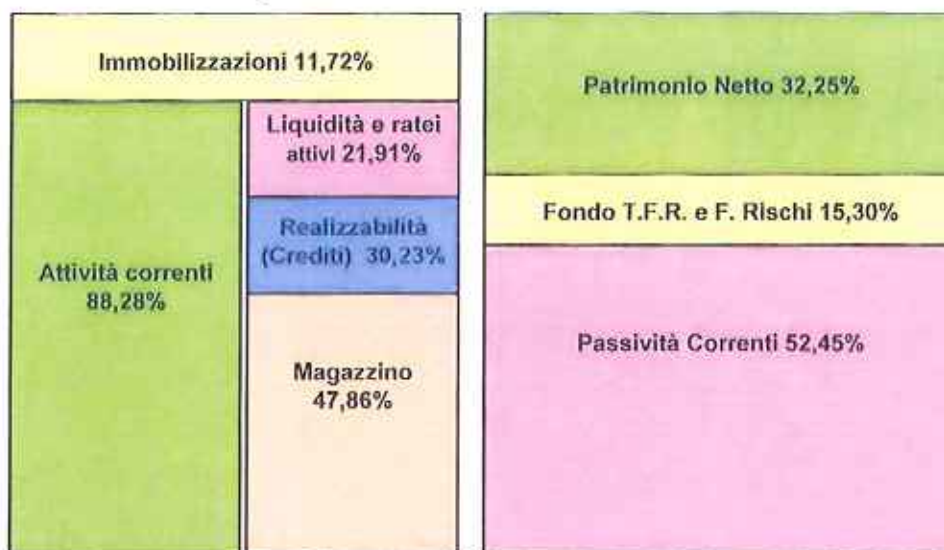 Immobilizzazioni 11,72%
Attività correnti
88,28%
Liquidità e ratei
attivi 21,91%
Realizzabilità
(Crediti) 30,23%
Magazzino
47,86%
Patrimonio Netto 32,25%
Fondo T.F.R. e F. Rischi 15,30%
Passività Correnti 52,45%